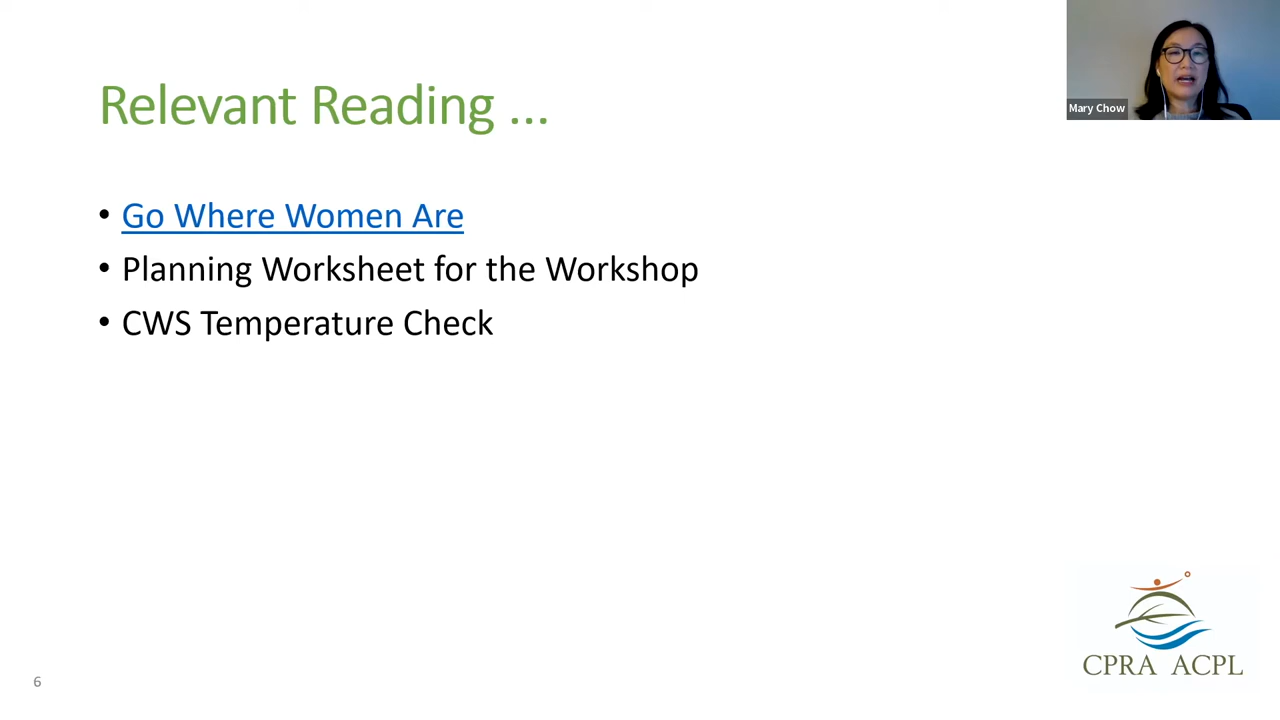 Relevant Reading ...
Mary Chow
• Go Where Women Are
• Planning Worksheet for the Workshop
• CWS Temperature Check
CPRA ACPL
6